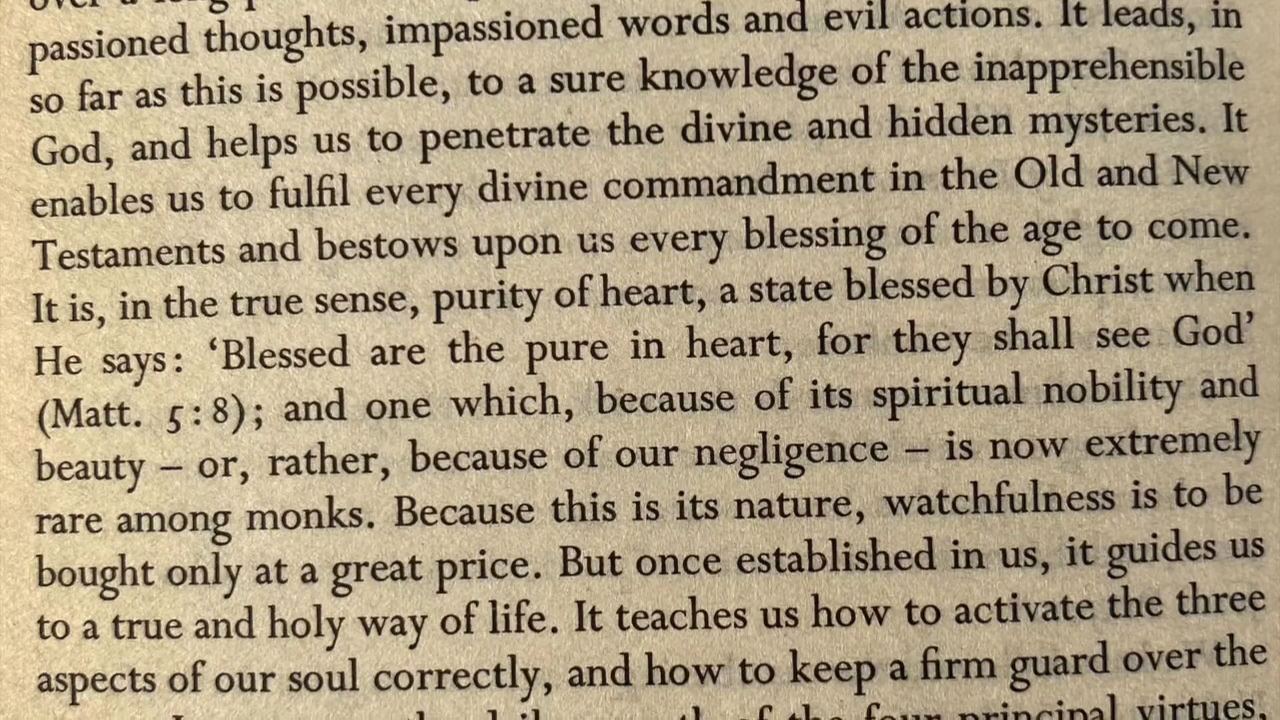 passioned thoughts, impassioned words and evil actions. It leads, in
so far as this is possible, to a sure knowledge of the inapprehensible
God, and helps us to penetrate the divine and hidden mysteries. It
enables us to fulfil every divine commandment in the Old and New
Testaments and bestows upon us every blessing of the age to come.
It is, in the true sense, purity of heart, a state blessed by Christ when
He says: ‘Blessed are the pure in heart, for they shall see God’
(Matt. 5:8); and one which, because of its spiritual nobility and
beauty – or, rather, because of our negligence – is now extremely
rare among monks. Because this is its nature, watchfulness is to be
bought only at a great price. But once established in us, it guides us
to a true and holy way of life. It teaches us how to activate the three
aspects of our soul correctly, and how to keep a firm guard over the
of the four principal virtues,